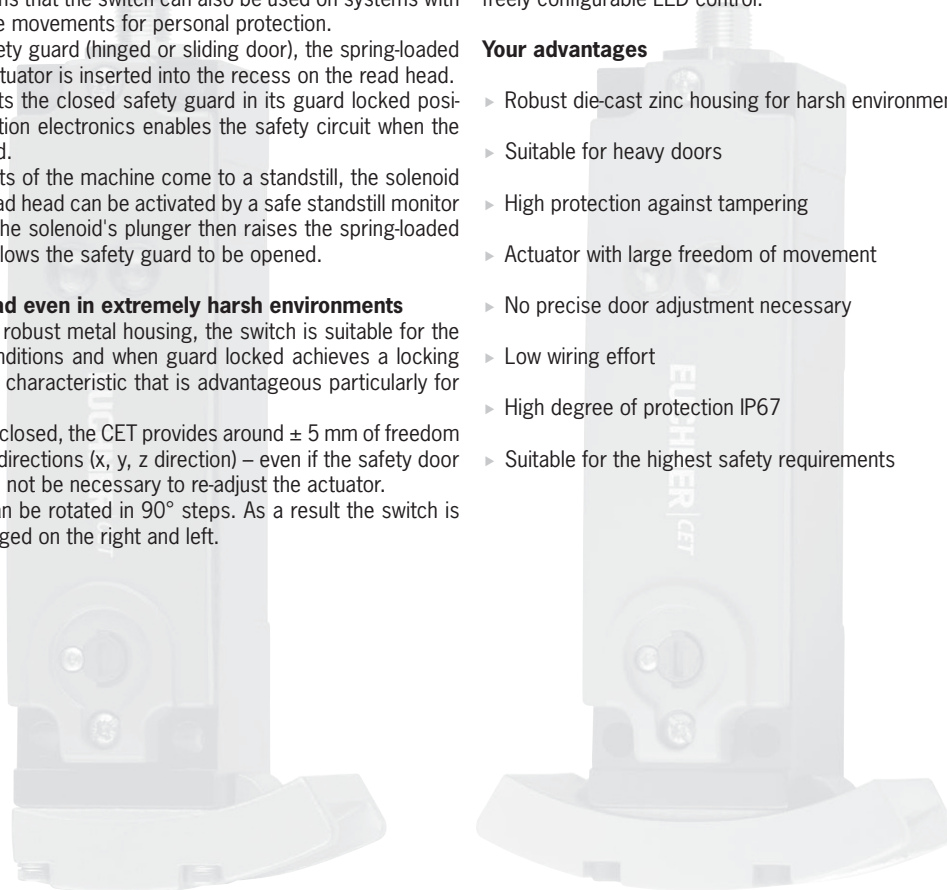 ns that the switch can also be used on systems with
e movements for personal protection.
ety guard (hinged or sliding door), the spring-loaded
tuator is inserted into the recess on the read head.
ts the closed safety guard in its guard locked posi-
tion electronics enables the safety circuit when the
d.
ts of the machine come to a standstill, the solenoid
ad head can be activated by a safe standstill monitor
he solenoid's plunger then raises the spring-loaded
lows the safety guard to be opened.
ad even in extremely harsh environments
robust metal housing, the switch is suitable for the
nditions and when guard locked achieves a locking
characteristic that is advantageous particularly for
closed, the CET provides around ± 5 mm of freedom
directions (x, y, z direction) – even if the safety door
not be necessary to re-adjust the actuator.
an be rotated in 90° steps. As a result the switch is
ged on the right and left.
freely configurable LED control.
Your advantages
▸ Robust die-cast zinc housing for harsh environmen
▸ Suitable for heavy doors
▸ High protection against tampering
▸ Actuator with large freedom of movement
▸ No precise door adjustment necessary
▸ Low wiring effort
▸ High degree of protection IP67
▸ Suitable for the highest safety requirements
EUCHNER CET
EUCHNER CET